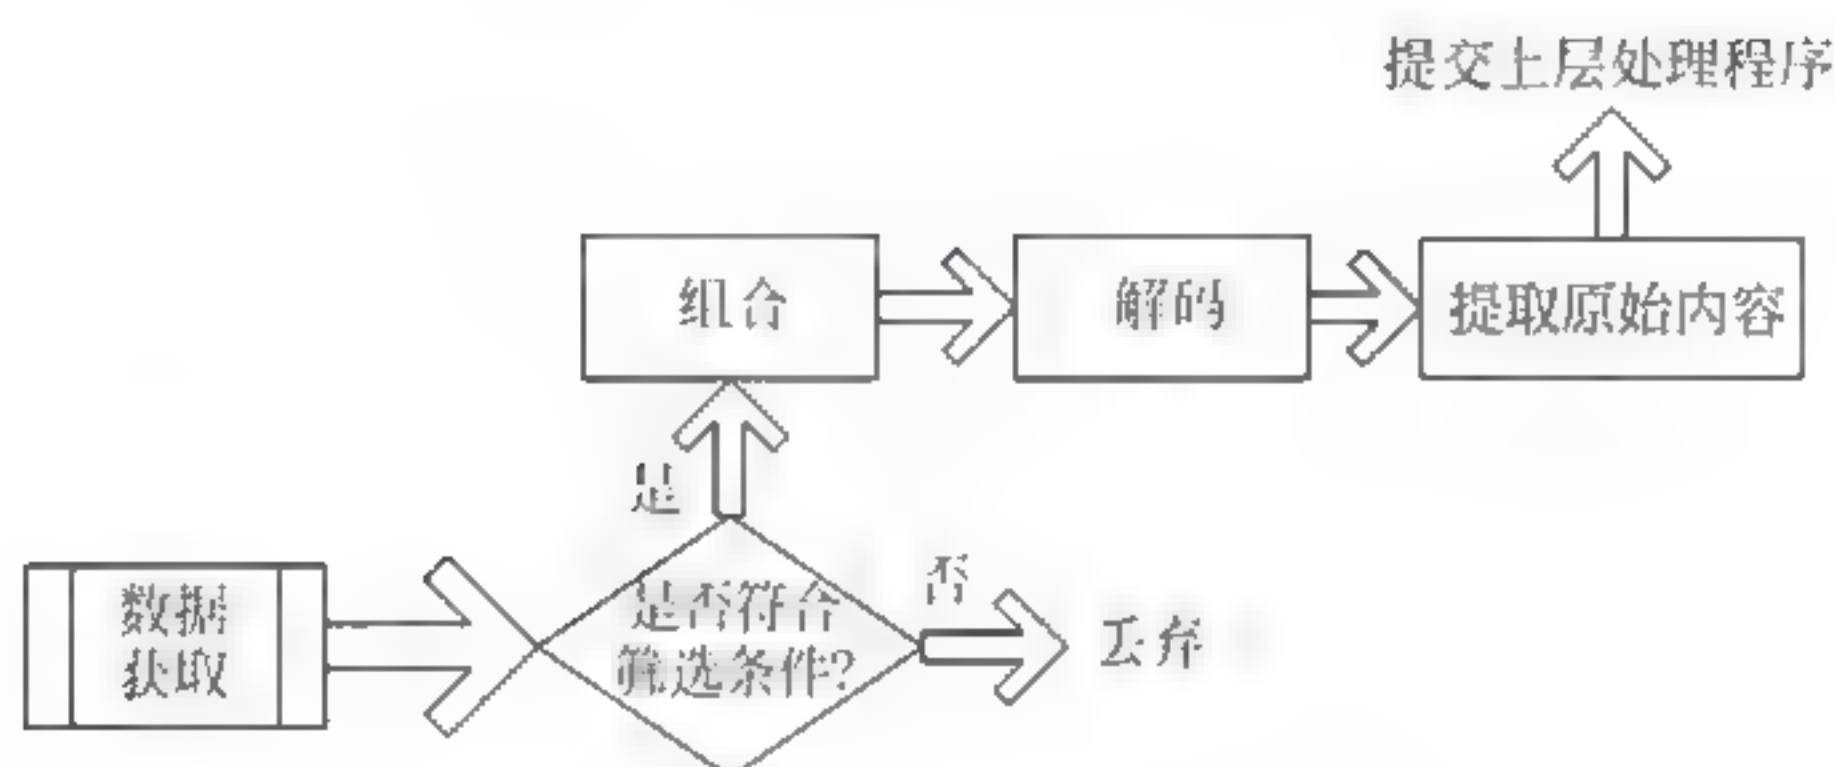 提交上层处理程序
组合
解码
提取原始内容
是
数据
获取
是否符合
筛选条件?
否
丢弃